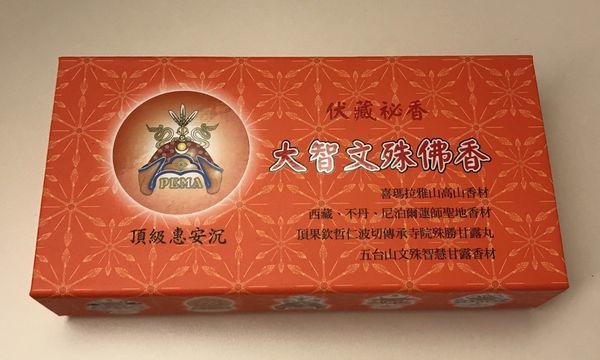 伏藏祕香
大智文殊佛香
喜瑪拉雅山高山香材
西藏、不丹、尼泊爾蓮師聖地香材
頂果欽哲仁波切傳承寺院殊勝甘露丸
五台山文殊智慧甘露香材
PEMA
頂級惠安沉